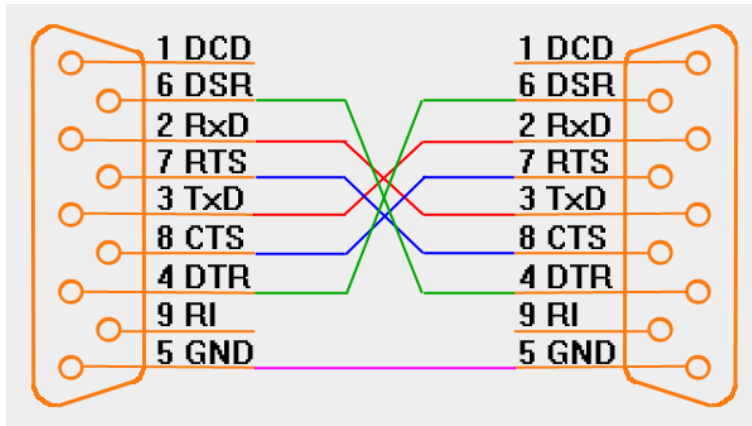 1 DCD
6 DSR
2 RxD
7 RTS
3 TxD
8 CTS
4 DTR
9 RI
5 GND
1 DCD
6 DSR
2 RxD
7 RTS
3 TxD
8 CTS
4 DTR
9 RI
5 GND